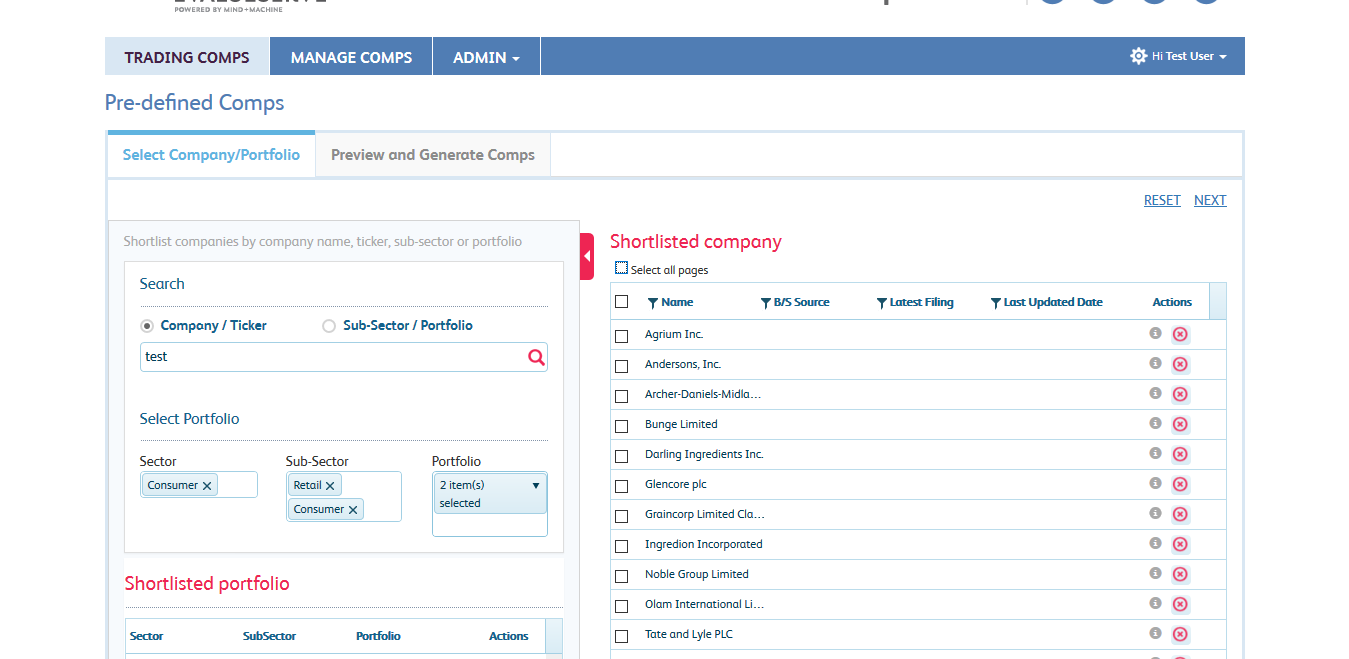 POWERED BY MIND+MACHINE
TRADING COMPS
MANAGE COMPS
ADMIN
Hi Test User
Pre-defined Comps
Select Company/Portfolio
Preview and Generate Comps
RESET NEXT
Shortlist companies by company name, ticker, sub-sector or portfolio
Search
Company / Ticker
Sub-Sector / Portfolio
test
Select Portfolio
Sector
Consumer
Sub-Sector
Retail
Consumer
Portfolio
2 item(s)
selected
Shortlisted portfolio
Sector SubSector Portfolio Actions
Shortlisted company
Select all pages
Name B/S Source Latest Filing Last Updated Date Actions
Agrium Inc.
Andersons, Inc.
Archer-Daniels-Midla...
Bunge Limited
Darling Ingredients Inc.
Glencore plc
Graincorp Limited Cla...
Ingredion Incorporated
Noble Group Limited
Olam International Li...
Tate and Lyle PLC